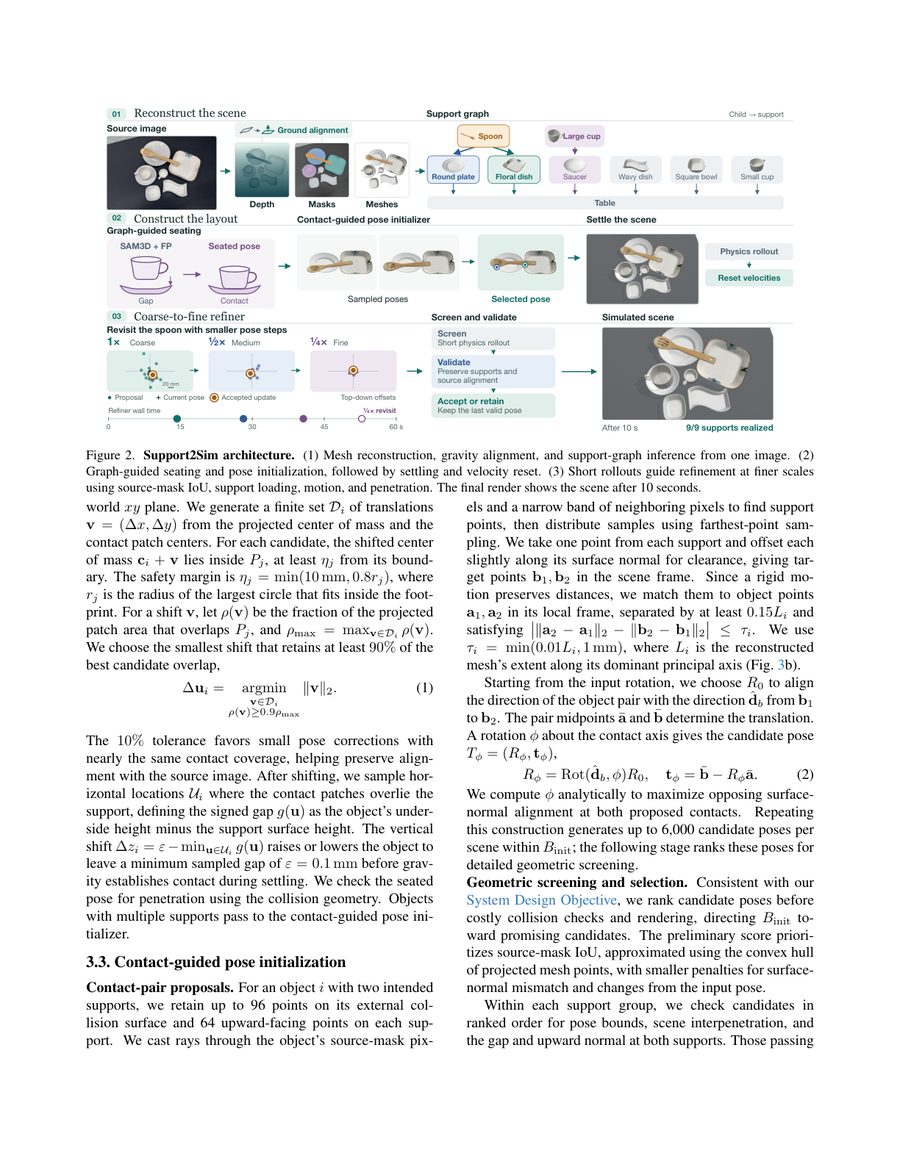 01 Reconstruct the scene
Support graph
Child → support
Source image
Ground alignment
Depth
Masks
Meshes
Spoon
Large cup
Round plate
Floral dish
Saucer
Wavy dish
Square bowl
Small cup
Table
02 Construct the layout
Contact-guided pose initializer
Settle the scene
Graph-guided seating
SAM3D + FP
Seated pose
Gap
Contact
Sampled poses
Selected pose
Physics rollout
Reset velocities
03 Coarse-to-fine refiner
Screen and validate
Simulated scene
Revisit the spoon with smaller pose steps
1× Coarse
½× Medium
¼× Fine
20 mm
• Proposal + Current pose Accepted update Top-down offsets
Refiner wall time
¼× revisit
0 15 30 45 60 s
Screen
Short physics rollout
Validate
Preserve supports and
source alignment
Accept or retain
Keep the last valid pose
After 10 s 9/9 supports realized
Figure 2. Support2Sim architecture. (1) Mesh reconstruction, gravity alignment, and support-graph inference from one image. (2)
Graph-guided seating and pose initialization, followed by settling and velocity reset. (3) Short rollouts guide refinement at finer scales
using source-mask IoU, support loading, motion, and penetration. The final render shows the scene after 10 seconds.
world xy plane. We generate a finite set 𝒟ᵢ of translations
v = (Δx, Δy) from the projected center of mass and the
contact patch centers. For each candidate, the shifted center
of mass cᵢ + v lies inside Pⱼ, at least ηⱼ from its bound-
ary. The safety margin is ηⱼ = min(10 mm, 0.8rⱼ), where
rⱼ is the radius of the largest circle that fits inside the foot-
print. For a shift v, let ρ(v) be the fraction of the projected
patch area that overlaps Pⱼ, and ρmax = maxv∈𝒟ᵢ ρ(v).
We choose the smallest shift that retains at least 90% of the
best candidate overlap,
Δuᵢ = argmin ‖v‖₂. (1)
v∈𝒟ᵢ
ρ(v)≥0.9ρmax
The 10% tolerance favors small pose corrections with
nearly the same contact coverage, helping preserve align-
ment with the source image. After shifting, we sample hor-
izontal locations 𝒰ᵢ where the contact patches overlie the
support, defining the signed gap g(u) as the object's under-
side height minus the support surface height. The vertical
shift Δzᵢ = ε − minu∈𝒰ᵢ g(u) raises or lowers the object to
leave a minimum sampled gap of ε = 0.1 mm before grav-
ity establishes contact during settling. We check the seated
pose for penetration using the collision geometry. Objects
with multiple supports pass to the contact-guided pose ini-
tializer.
3.3. Contact-guided pose initialization
Contact-pair proposals. For an object i with two intended
supports, we retain up to 96 points on its external col-
lision surface and 64 upward-facing points on each sup-
port. We cast rays through the object's source-mask pix-
els and a narrow band of neighboring pixels to find support
points, then distribute samples using farthest-point sam-
pling. We take one point from each support and offset each
slightly along its surface normal for clearance, giving tar-
get points b₁, b₂ in the scene frame. Since a rigid mo-
tion preserves distances, we match them to object points
a₁, a₂ in its local frame, separated by at least 0.15Lᵢ and
satisfying |‖a₂ − a₁‖₂ − ‖b₂ − b₁‖₂| ≤ τᵢ. We use
τᵢ = min(0.01Lᵢ, 1 mm), where Lᵢ is the reconstructed
mesh's extent along its dominant principal axis (Fig. 3b).
Starting from the input rotation, we choose R₀ to align
the direction of the object pair with the direction d̂b from b₁
to b₂. The pair midpoints ā and b̄ determine the translation.
A rotation ϕ about the contact axis gives the candidate pose
Tϕ = (Rϕ, tϕ),
Rϕ = Rot(d̂b, ϕ)R₀, tϕ = b̄ − Rϕā. (2)
We compute ϕ analytically to maximize opposing surface-
normal alignment at both proposed contacts. Repeating
this construction generates up to 6,000 candidate poses per
scene within Binit; the following stage ranks these poses for
detailed geometric screening.
Geometric screening and selection. Consistent with our
System Design Objective, we rank candidate poses before
costly collision checks and rendering, directing Binit to-
ward promising candidates. The preliminary score priori-
tizes source-mask IoU, approximated using the convex hull
of projected mesh points, with smaller penalties for surface-
normal mismatch and changes from the input pose.
Within each support group, we check candidates in
ranked order for pose bounds, scene interpenetration, and
the gap and upward normal at both supports. Those passing